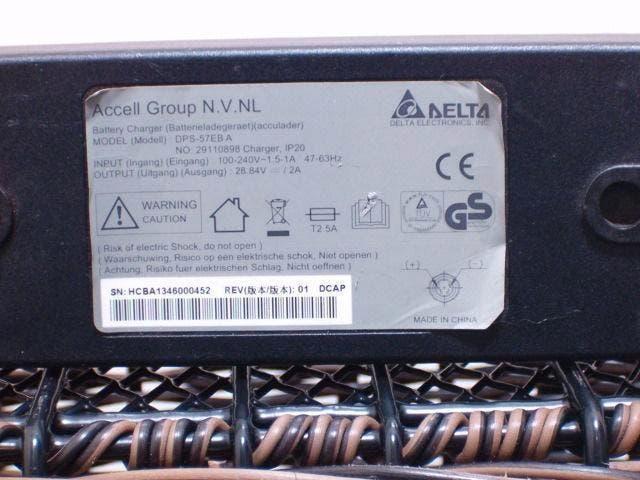 Accell Group N.V.NL
DELTA
DELTA ELECTRONICS, INC.
Battery Charger (Batterieladegeraet)(acculader)
MODEL (Modell) : DPS-57EB A
NO: 29110898 Charger, IP20
INPUT (Ingang) (Eingang) : 100-240V~1.5-1A 47-63Hz
OUTPUT (Uitgang) (Ausgang) : 28.84V⎓/2A
CE
WARNING
CAUTION
T2.5A
TÜV
GS
( Risk of electric Shock, do not open )
( Waarschuwing, Risico op een elektrische schok, Niet openen )
( Achtung, Risiko fuer elektrischen Schlag, Nicht oeffnen )
(+) (-)
SN: HCBA1346000452 REV(版本/版本): 01 DCAP
MADE IN CHINA